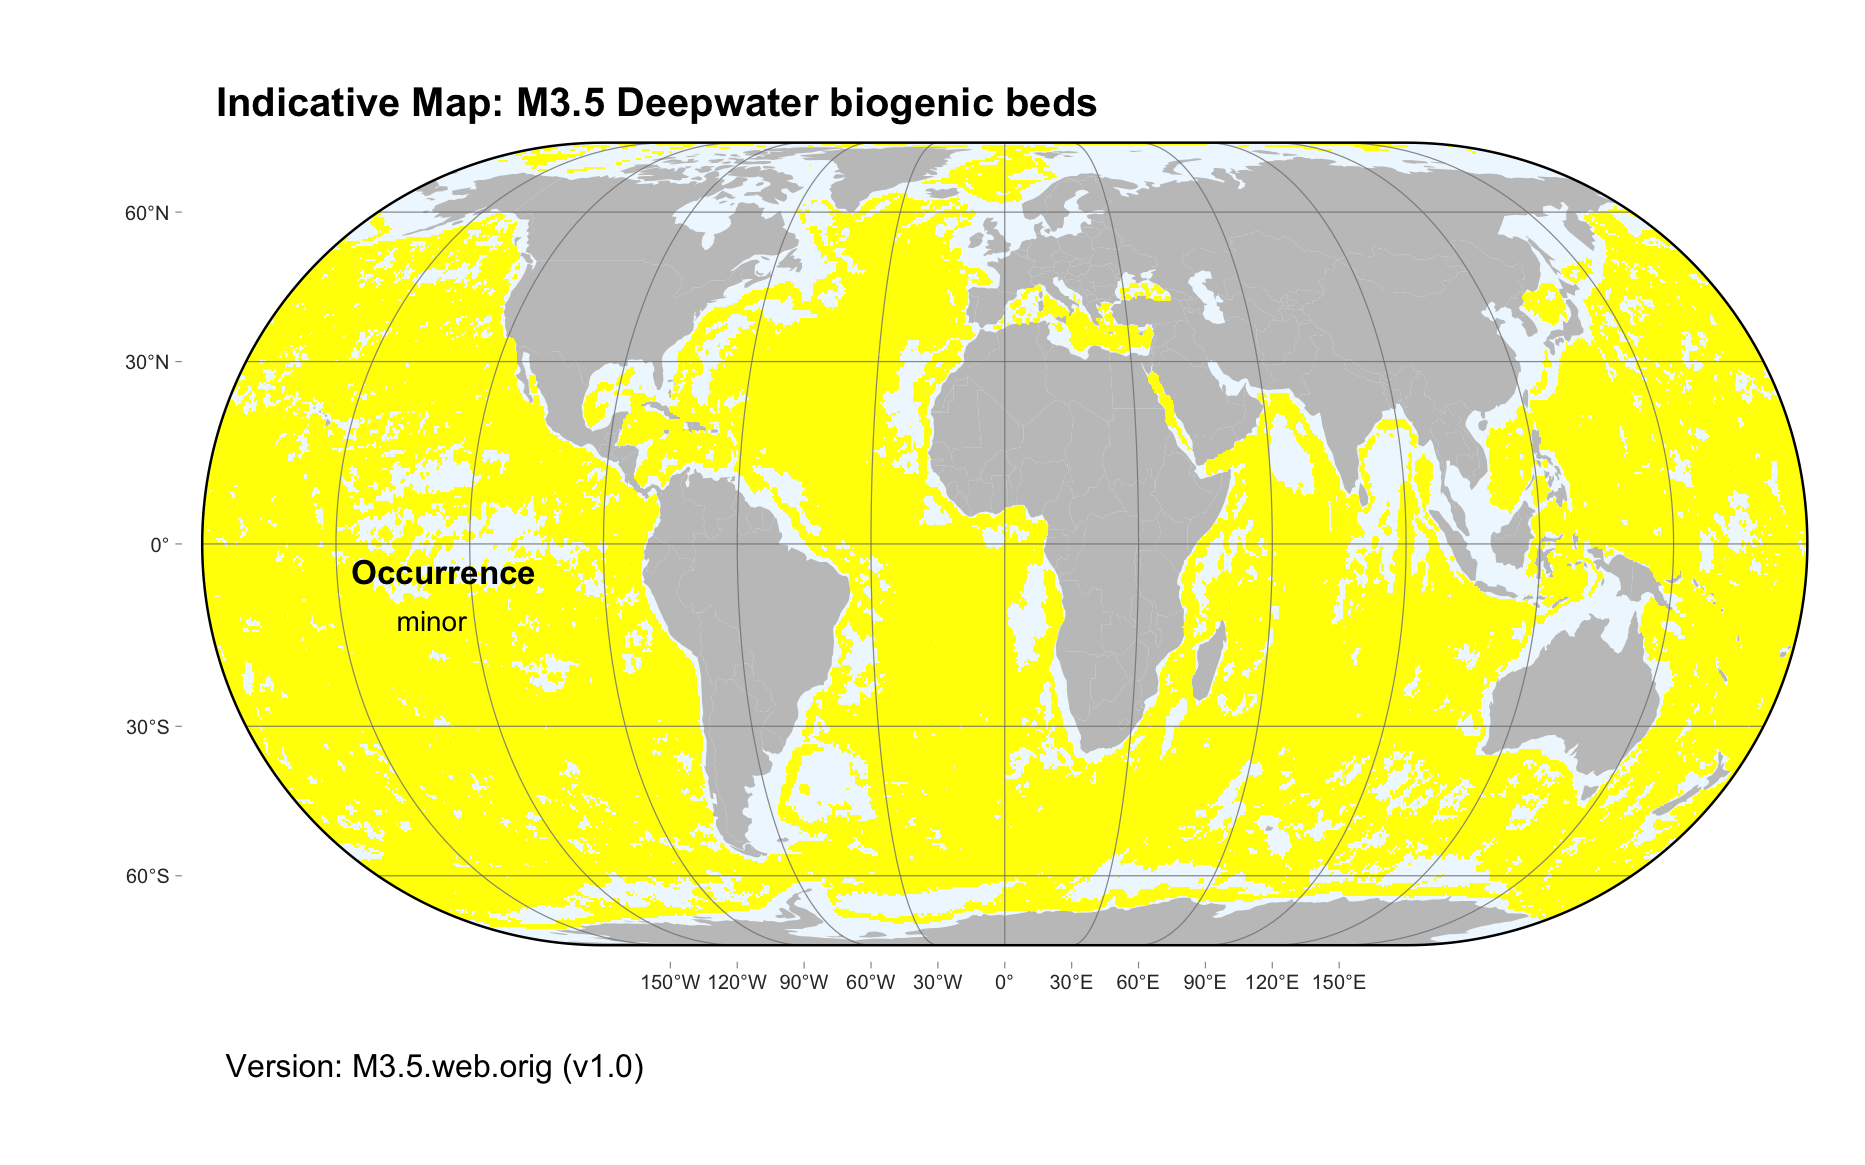 Indicative Map: M3.5 Deepwater biogenic beds
60°N
30°N
0°
30°S
60°S
Occurrence
minor
150°W 120°W 90°W 60°W 30°W 0° 30°E 60°E 90°E 120°E 150°E
Version: M3.5.web.orig (v1.0)